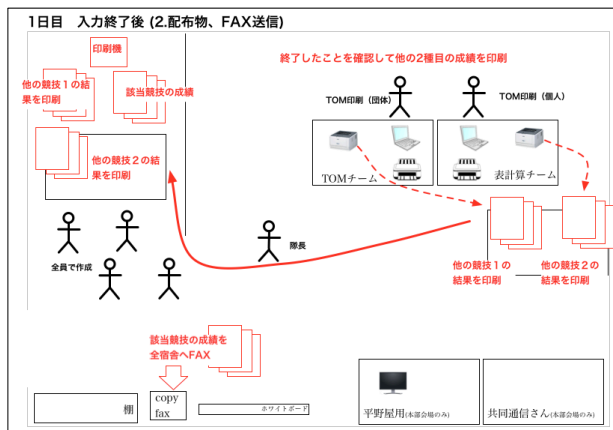 1日目　入力終了後 (2.配布物、FAX送信)
印刷機
他の競技１の結
果を印刷
該当競技の成績
他の競技２の結
果を印刷
終了したことを確認して他の2種目の成績を印刷
TOM印刷（団体）
TOM印刷（個人）
TOMチーム
表計算チーム
全員で作成
隊長
他の競技１の
結果を印刷
他の競技２の
結果を印刷
該当競技の成績を
全宿舎へFAX
棚
copy
fax
ホワイトボード
平野屋用(本部会場のみ)
共同通信さん(本部会場のみ)